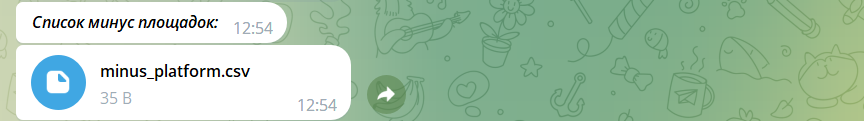 Список минус площадок:
12:54
minus_platform.csv
35 B
12:54